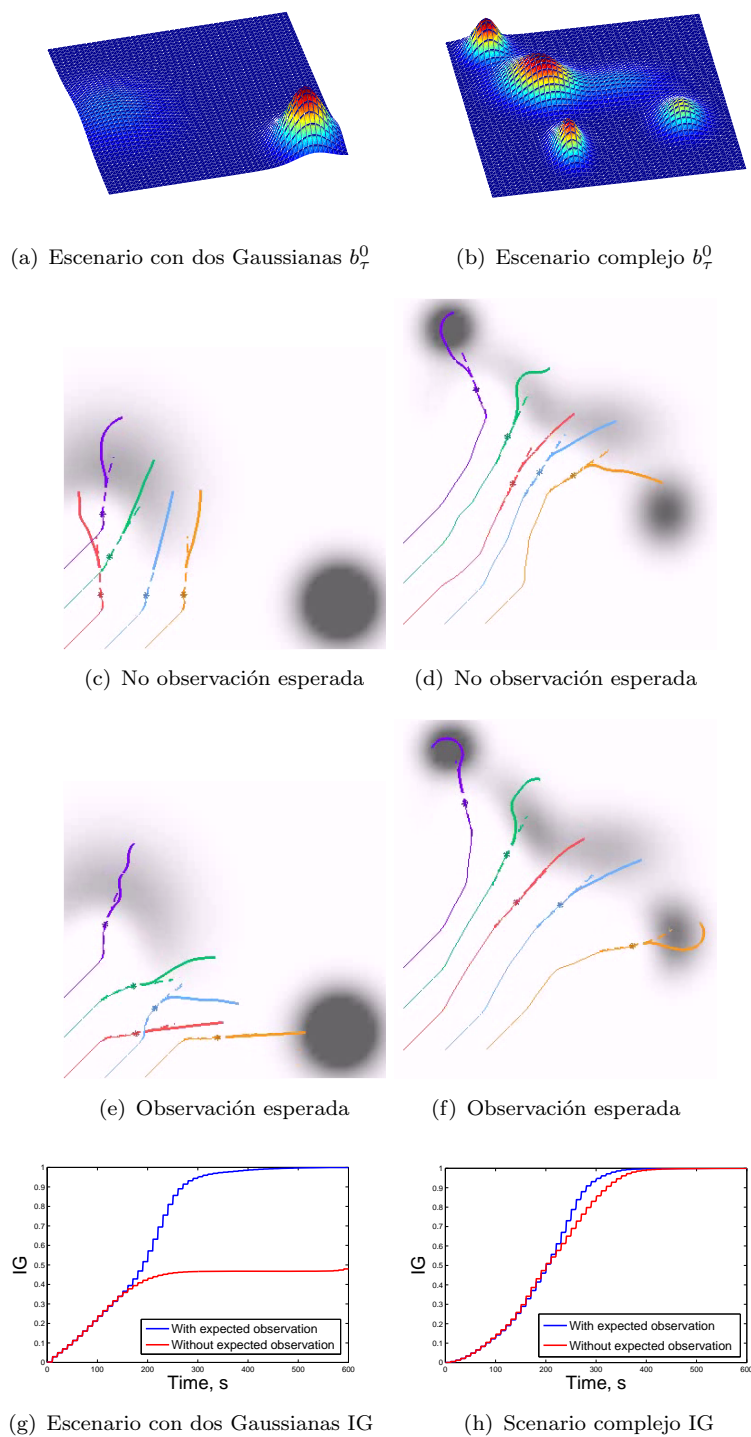 (a) Escenario con dos Gaussianas $b_\tau^0$
(b) Escenario complejo $b_\tau^0$
(c) No observación esperada
(d) No observación esperada
(e) Observación esperada
(f) Observación esperada
1
0.9
0.8
0.7
0.6
0.5
0.4
0.3
0.2
0.1
0
IG
0 100 200 300 400 500 600
Time, s
With expected observation
Without expected observation
1
0.9
0.8
0.7
0.6
0.5
0.4
0.3
0.2
0.1
0
IG
0 100 200 300 400 500 600
Time, s
With expected observation
Without expected observation
(g) Escenario con dos Gaussianas IG
(h) Scenario complejo IG